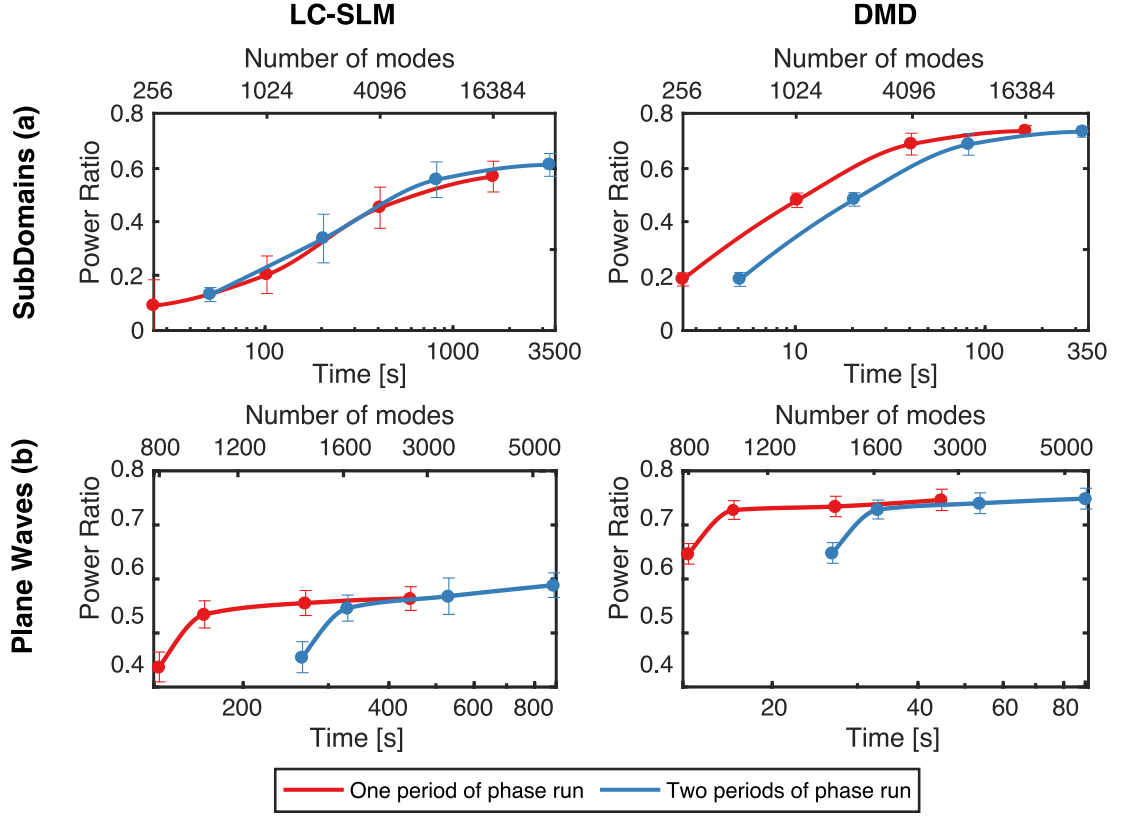 LC-SLM
DMD
Number of modes
Number of modes
256 1024 4096 16384
256 1024 4096 16384
SubDomains (a)
Power Ratio
0.8
0.6
0.4
0.2
0
Power Ratio
0.8
0.6
0.4
0.2
0
100 1000 3500
10 100 350
Time [s]
Time [s]
Number of modes
Number of modes
800 1200 1600 3000 5000
800 1200 1600 3000 5000
Plane Waves (b)
Power Ratio
0.8
0.7
0.6
0.5
0.4
Power Ratio
0.8
0.7
0.6
0.5
0.4
200 400 600 800
20 40 60 80
Time [s]
Time [s]
One period of phase run Two periods of phase run